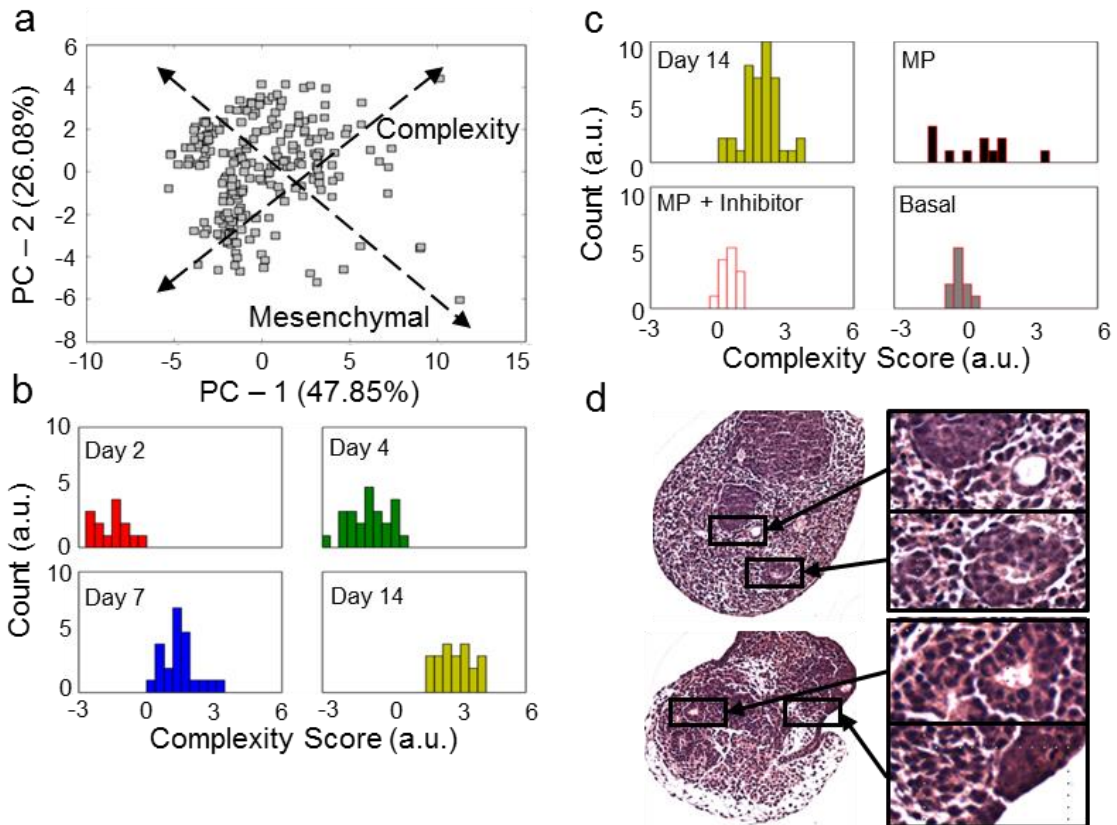 a
6
4
2
0
-2
-4
-6
-8
PC – 2 (26.08%)
Complexity
Mesenchymal
-10 -5 0 5 10 15
PC – 1 (47.85%)
b
10
5
0
Day 2
Day 4
10
5
0
Day 7
Day 14
Count (a.u.)
-3 0 3 6 -3 0 3 6
Complexity Score (a.u.)
c
10
5
0
Day 14
MP
10
5
0
MP + Inhibitor
Basal
Count (a.u.)
-3 0 3 6 -3 0 3 6
Complexity Score (a.u.)
d